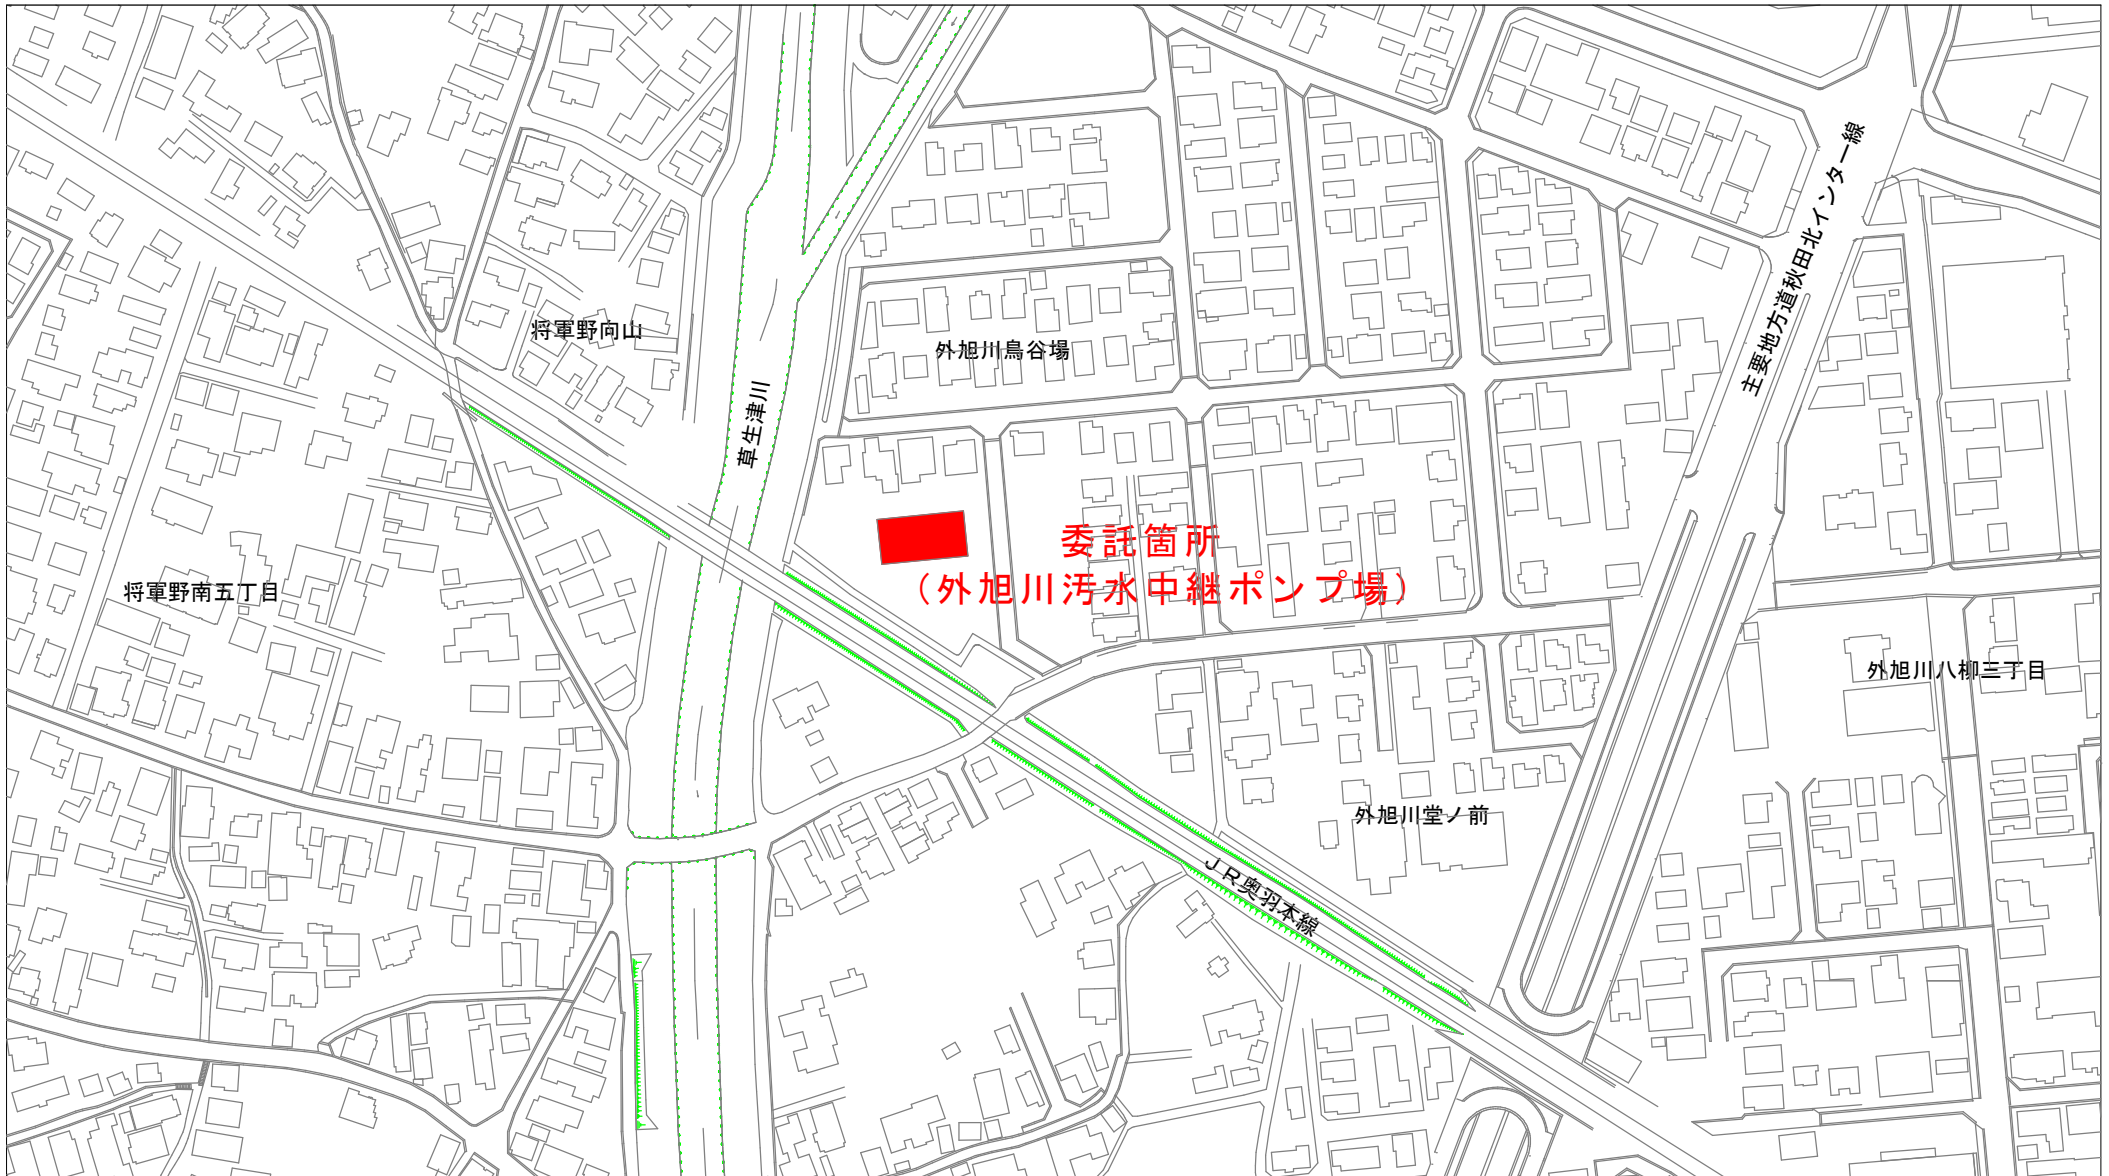 主要地方道秋田北インター線
将軍野向山
外旭川鳥谷場
草生津川
委託箇所
（外旭川汚水中継ポンプ場）
将軍野南五丁目
外旭川八柳三丁目
外旭川堂ノ前
ＪＲ奥羽本線